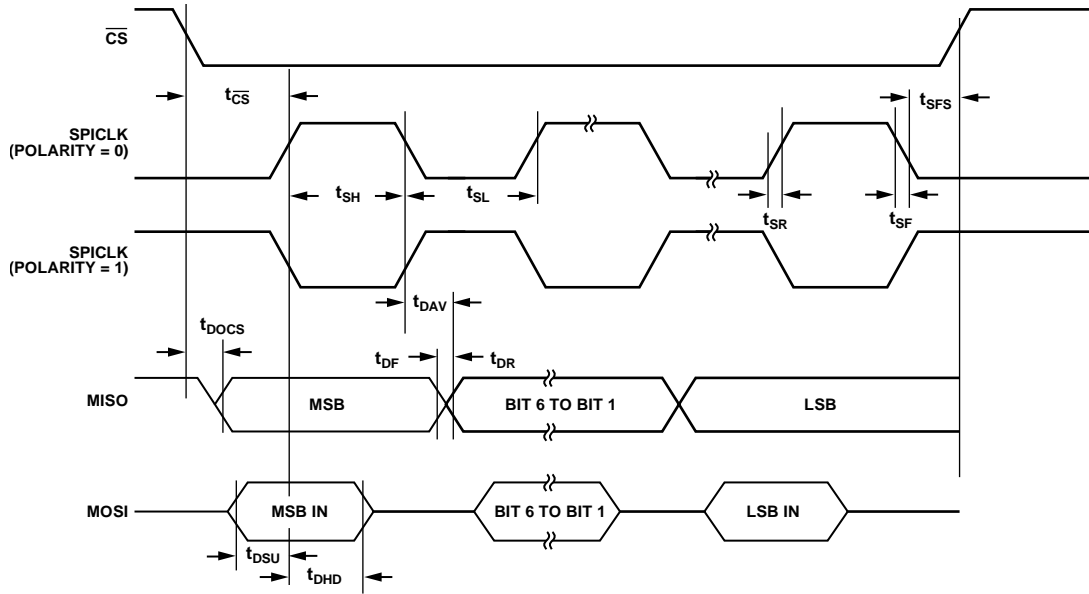 CS
tCS
tSFS
SPICLK
(POLARITY = 0)
tSH
tSL
tSR
tSF
SPICLK
(POLARITY = 1)
tDAV
tDOCS
tDF
tDR
MISO
MSB
BIT 6 TO BIT 1
LSB
MOSI
MSB IN
BIT 6 TO BIT 1
LSB IN
tDSU
tDHD